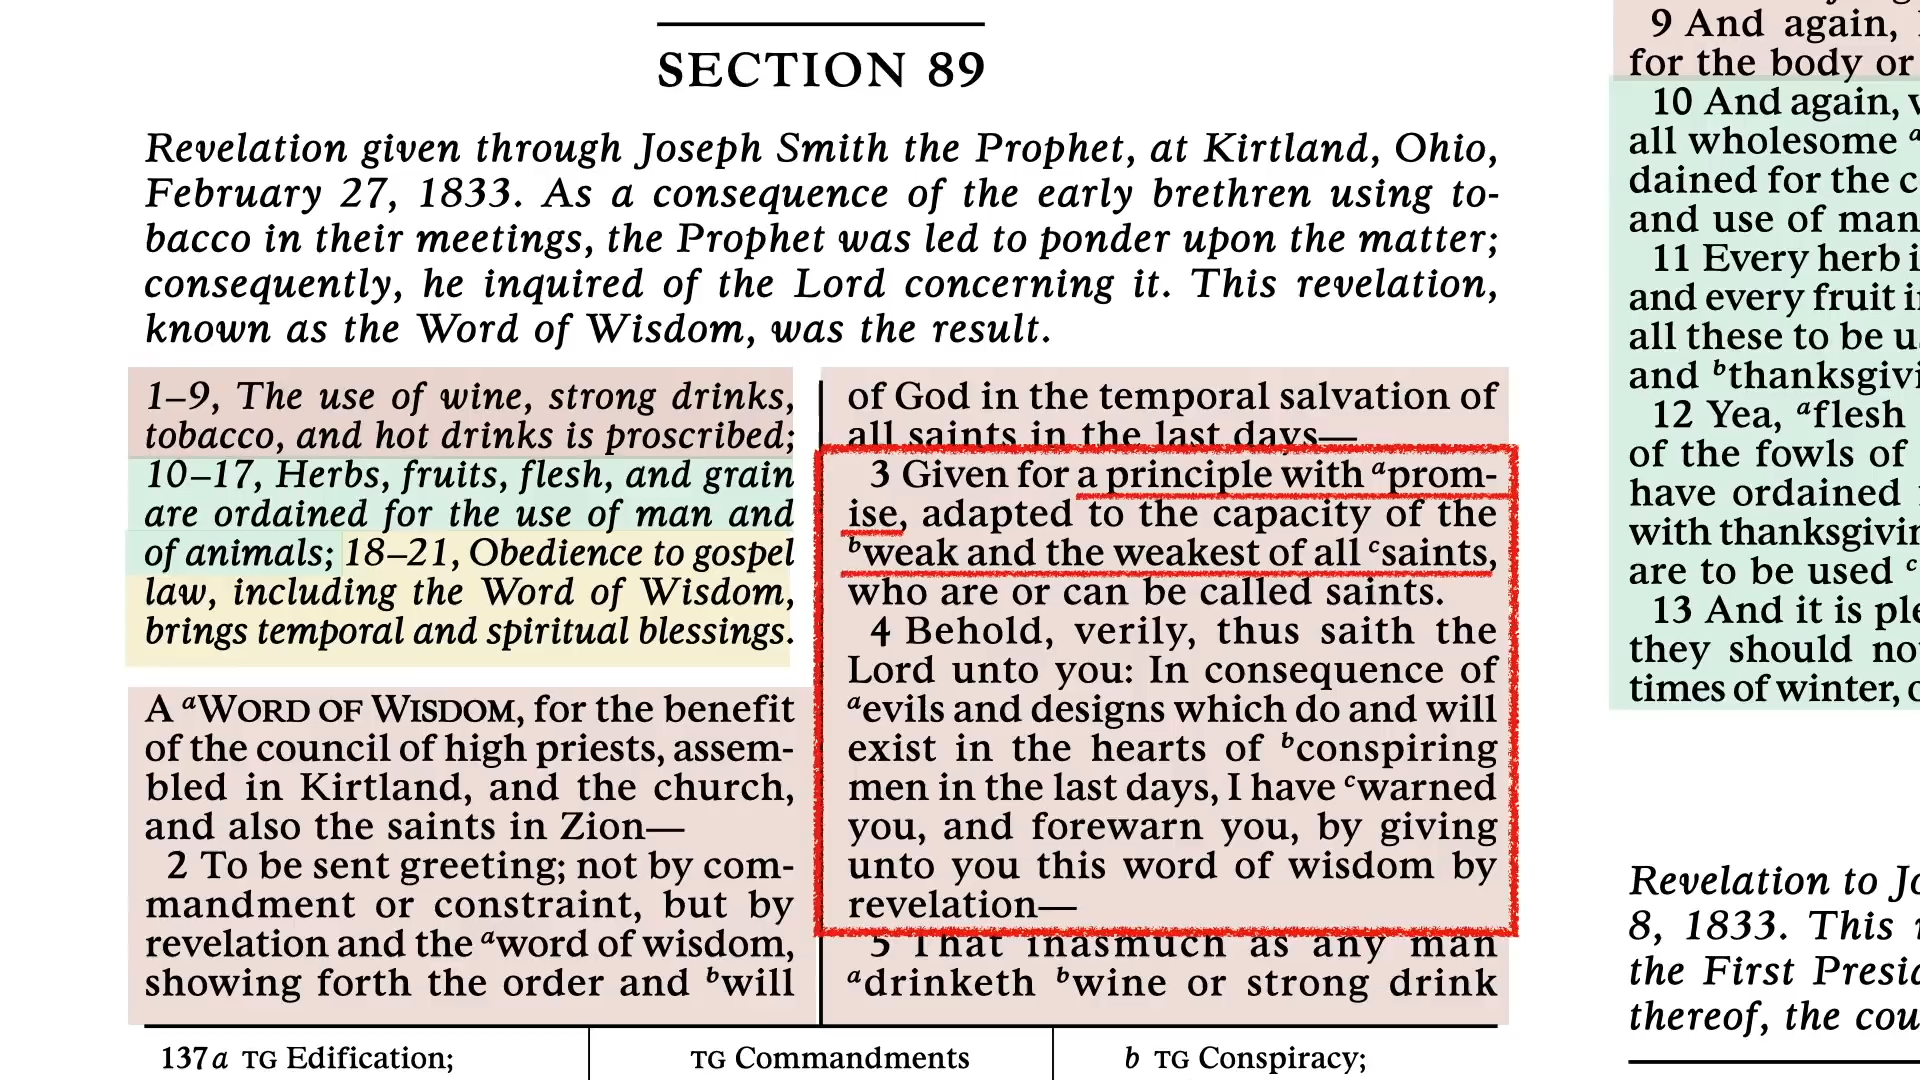 SECTION 89
Revelation given through Joseph Smith the Prophet, at Kirtland, Ohio,
February 27, 1833. As a consequence of the early brethren using to-
bacco in their meetings, the Prophet was led to ponder upon the matter;
consequently, he inquired of the Lord concerning it. This revelation,
known as the Word of Wisdom, was the result.
1–9, The use of wine, strong drinks,
tobacco, and hot drinks is proscribed;
10–17, Herbs, fruits, flesh, and grain
are ordained for the use of man and
of animals; 18–21, Obedience to gospel
law, including the Word of Wisdom,
brings temporal and spiritual blessings.
A aWORD OF WISDOM, for the benefit
of the council of high priests, assem-
bled in Kirtland, and the church,
and also the saints in Zion—
2 To be sent greeting; not by com-
mandment or constraint, but by
revelation and the aword of wisdom,
showing forth the order and bwill
of God in the temporal salvation of
all saints in the last days—
3 Given for a principle with aprom-
ise, adapted to the capacity of the
bweak and the weakest of all csaints,
who are or can be called saints.
4 Behold, verily, thus saith the
Lord unto you: In consequence of
aevils and designs which do and will
exist in the hearts of bconspiring
men in the last days, I have cwarned
you, and forewarn you, by giving
unto you this word of wisdom by
revelation—
5 That inasmuch as any man
adrinketh bwine or strong drink
137a TG Edification;
TG Commandments
b TG Conspiracy;
9 And again,
for the body or
10 And again,
all wholesome a
dained for the
and use of man
11 Every herb
and every fruit
all these to be
and bthanksgivi
12 Yea, aflesh
of the fowls of
have ordained
with thanksgivin
are to be used c
13 And it is
they should
times of winter,
Revelation to
8, 1833. This
the First
thereof, the